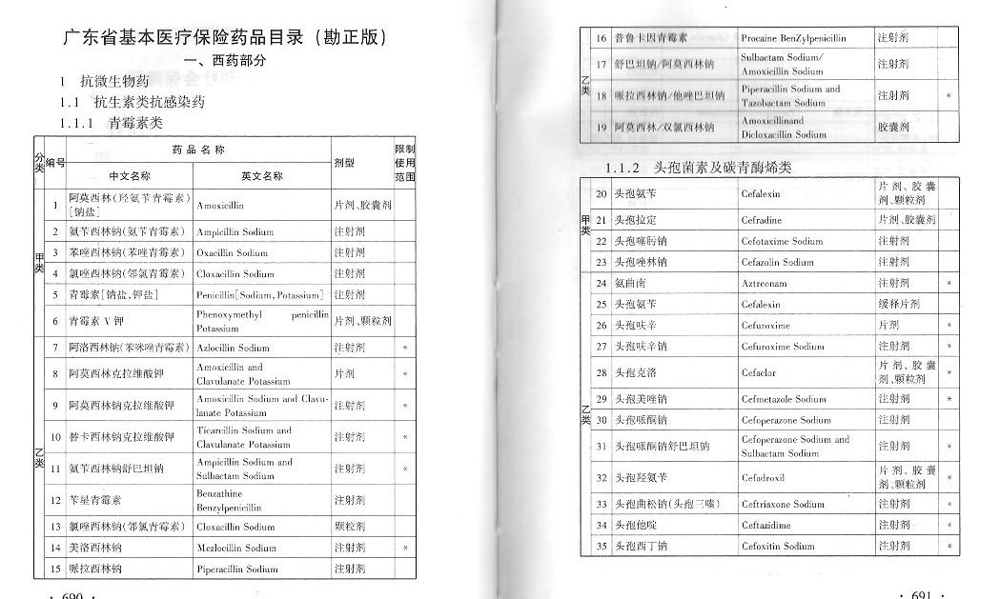 广东省基本医疗保险药品目录（勘正版）
一、西药部分
1 抗微生物药
1.1 抗生素类抗感染药
1.1.1 青霉素类
分类 编号 药品名称 剂型 限制使用范围
中文名称 英文名称
甲类
1 阿莫西林(羟氨苄青霉素)[钠盐] Amoxicillin 片剂、胶囊剂
2 氨苄西林钠(氨苄青霉素) Ampicillin Sodium 注射剂
3 苯唑西林钠(苯唑青霉素) Oxacillin Sodium 注射剂
4 氯唑西林钠(邻氯青霉素) Cloxacillin Sodium 注射剂
5 青霉素[钠盐,钾盐] Penicillin[Sodium, Potassium] 注射剂
6 青霉素 V 钾 Phenoxymethyl penicillin Potassium 片剂、颗粒剂
乙类
7 阿洛西林钠(苯咪唑青霉素) Azlocillin Sodium 注射剂 *
8 阿莫西林克拉维酸钾 Amoxicillin and Clavulanate Potassium 片剂 *
9 阿莫西林钠克拉维酸钾 Amoxicillin Sodium and Clavu-lanate Potassium 注射剂 *
10 替卡西林钠克拉维酸钾 Ticarcillin Sodium and Clavulanate Potassium 注射剂 *
11 氨苄西林钠舒巴坦钠 Ampicillin Sodium and Sulbactam Sodium 注射剂 *
12 苄星青霉素 Benzathine Benzylpenicillin 注射剂
13 氯唑西林钠(邻氯青霉素) Cloxacillin Sodium 颗粒剂
14 美洛西林钠 Mezlocillin Sodium 注射剂 *
15 哌拉西林钠 Piperacillin Sodium 注射剂
· 690 ·
乙类
16 普鲁卡因青霉素 Procaine BenZylpenicillin 注射剂
17 舒巴坦钠/阿莫西林钠 Sulbactam Sodium/ Amoxicillin Sodium 注射剂
18 哌拉西林钠/他唑巴坦钠 Piperacillin Sodium and Tazobactam Sodium 注射剂 *
19 阿莫西林/双氯西林钠 Amoxicillinand Dicloxacillin Sodium 胶囊剂
1.1.2 头孢菌素及碳青酶烯类
甲类
20 头孢氨苄 Cefalexin 片剂、胶囊剂、颗粒剂
21 头孢拉定 Cefradine 片剂、胶囊剂
22 头孢噻肟钠 Cefotaxime Sodium 注射剂
23 头孢唑林钠 Cefazolin Sodium 注射剂
乙类
24 氨曲南 Aztreonam 注射剂 *
25 头孢氨苄 Cefalexin 缓释片剂
26 头孢呋辛 Cefuroxime 片剂 *
27 头孢呋辛钠 Cefuroxime Sodium 注射剂 *
28 头孢克洛 Cefaclor 片剂、胶囊剂、颗粒剂 *
29 头孢美唑钠 Cefmetazole Sodium 注射剂 *
30 头孢哌酮钠 Cefoperazone Sodium 注射剂
31 头孢哌酮钠舒巴坦钠 Cefoperazone Sodium and Sulbactam Sodium 注射剂 *
32 头孢羟氨苄 Cefadroxil 片剂、胶囊剂、颗粒剂 *
33 头孢曲松钠(头孢三嗪) Ceftriaxone Sodium 注射剂 *
34 头孢他啶 Ceftazidime 注射剂 *
35 头孢西丁钠 Cefoxitin Sodium 注射剂 *
· 691 ·